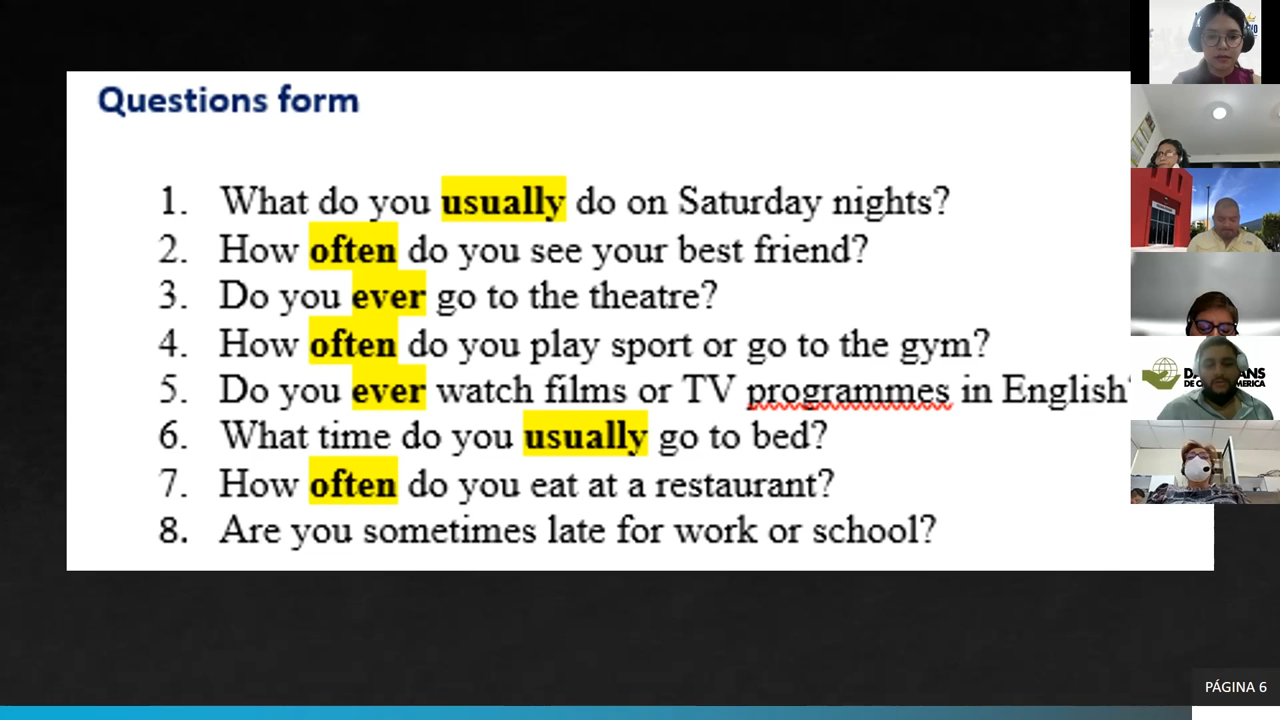 Questions form
1. What do you usually do on Saturday nights?
2. How often do you see your best friend?
3. Do you ever go to the theatre?
4. How often do you play sport or go to the gym?
5. Do you ever watch films or TV programmes in English
6. What time do you usually go to bed?
7. How often do you eat at a restaurant?
8. Are you sometimes late for work or school?
PÁGINA 6